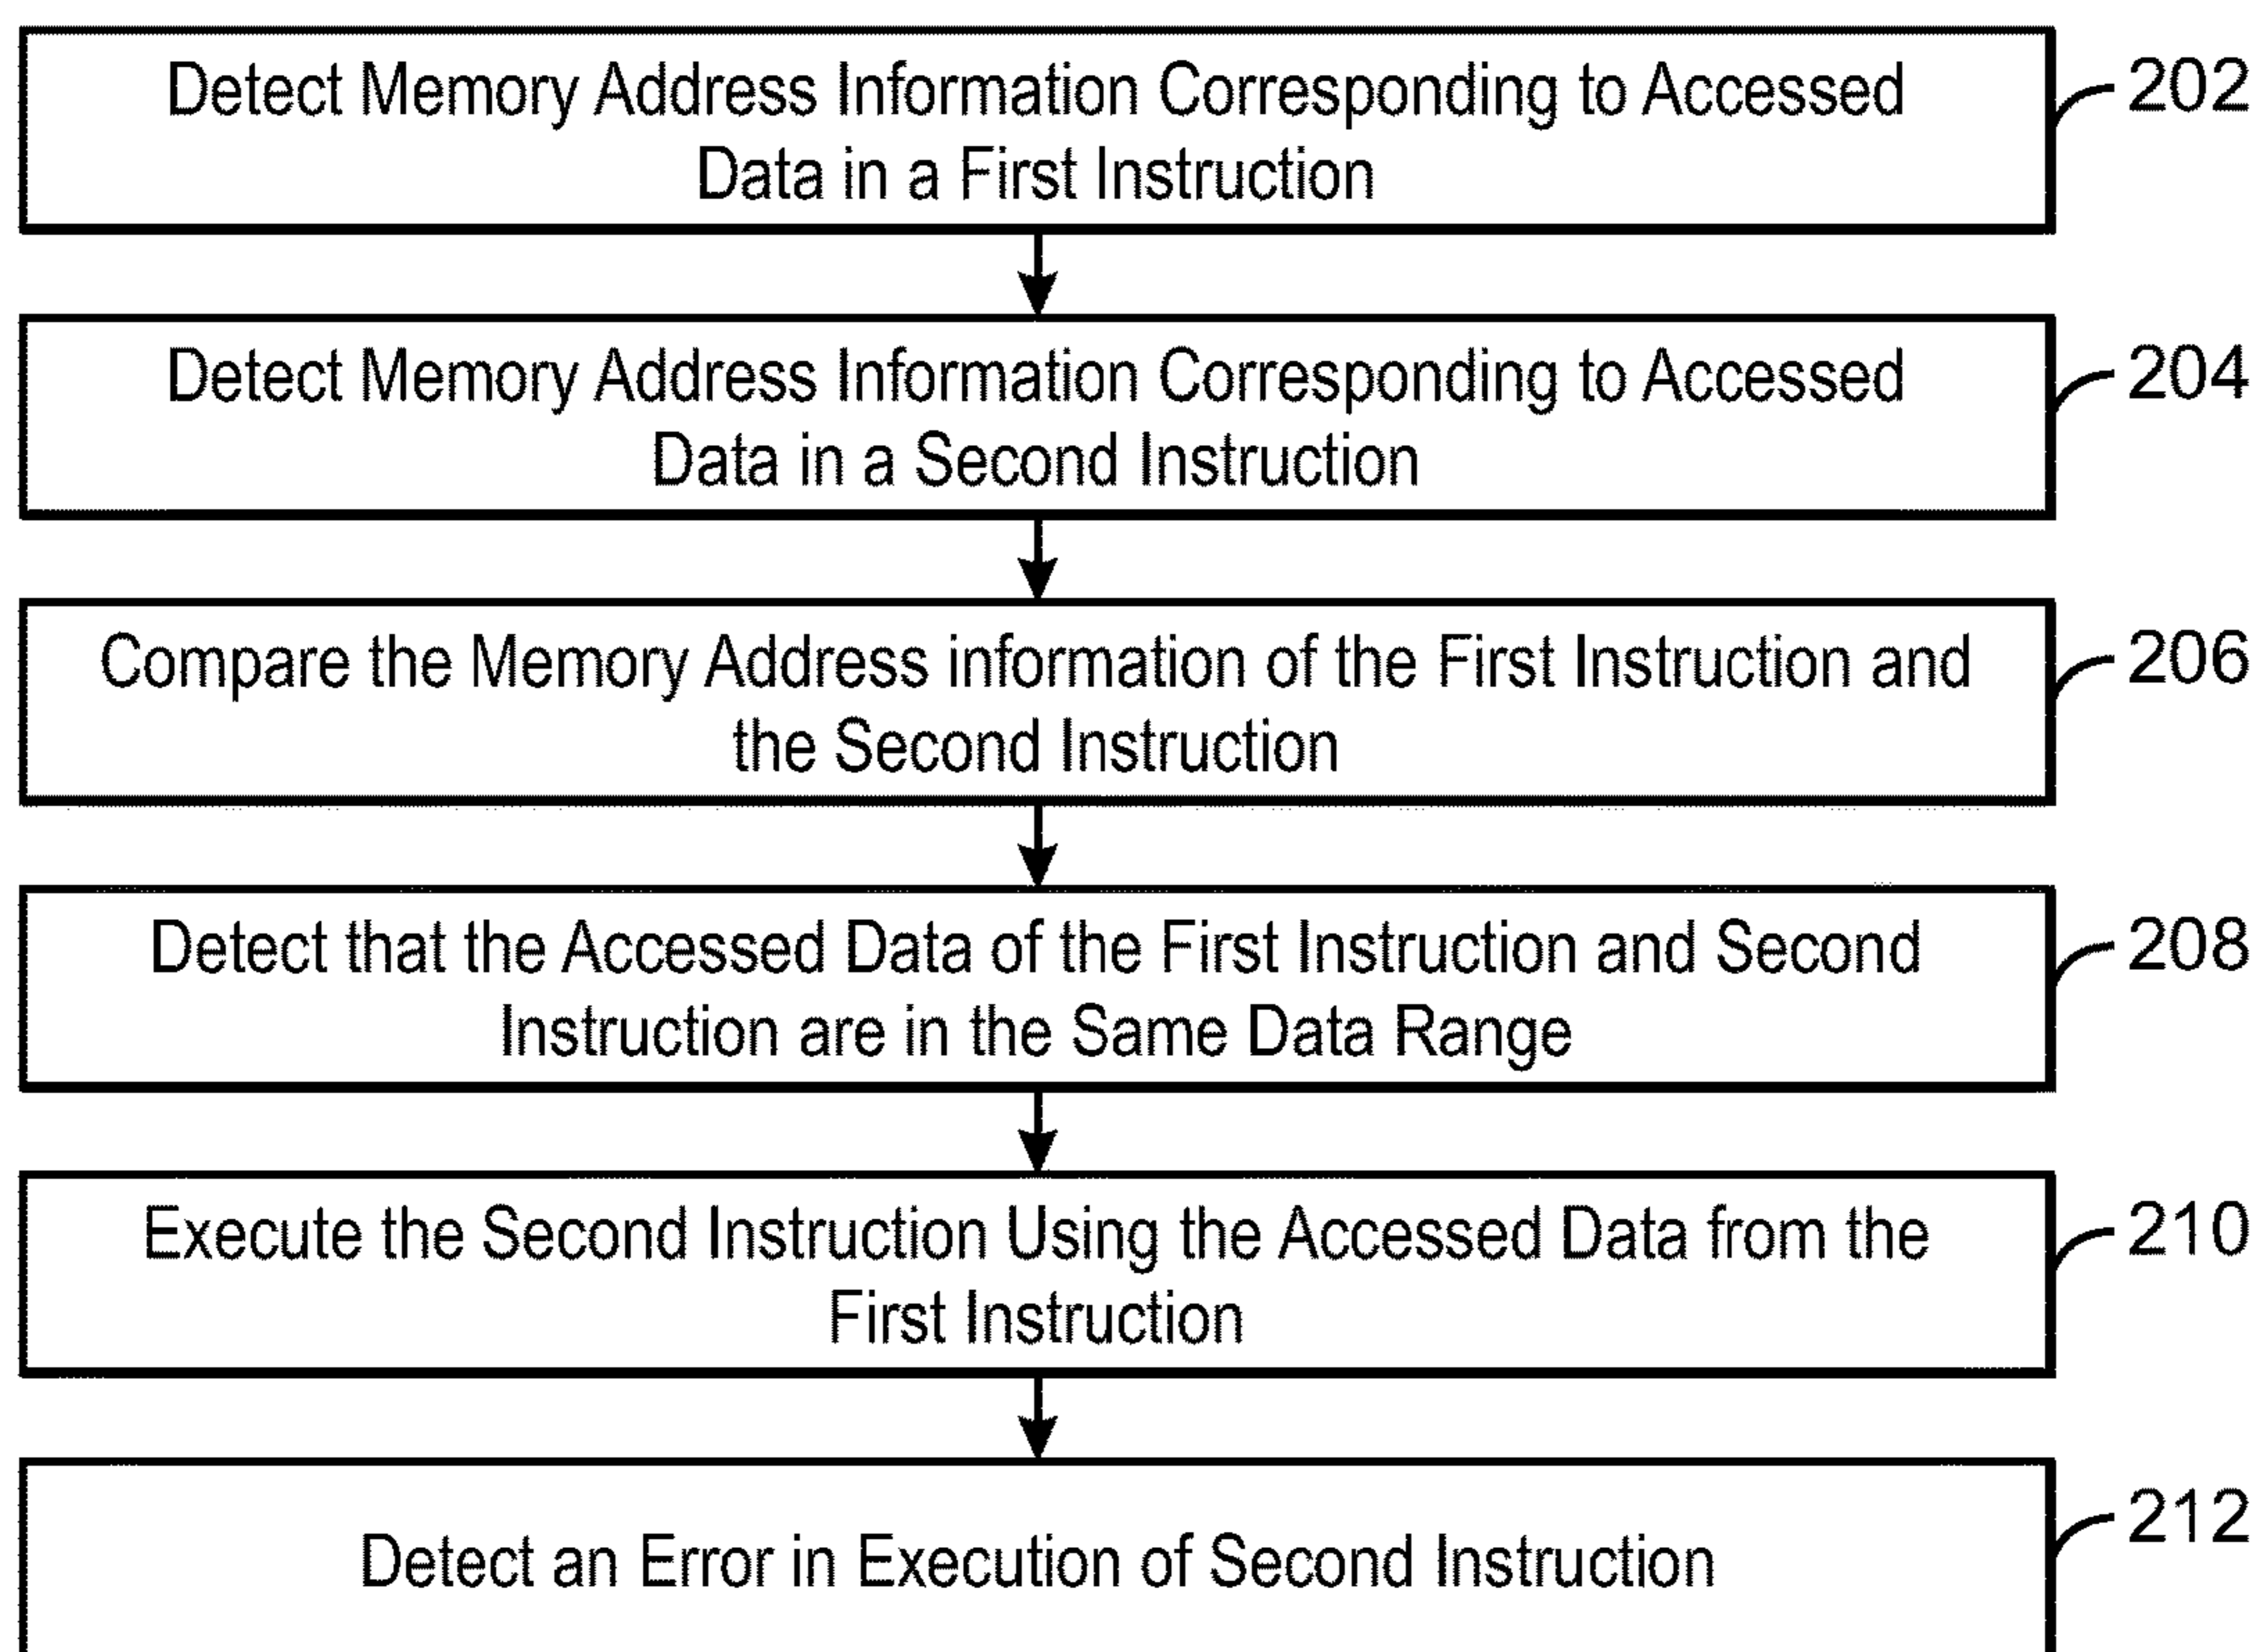 Detect Memory Address Information Corresponding to Accessed
Data in a First Instruction
202
Detect Memory Address Information Corresponding to Accessed
Data in a Second Instruction
204
Compare the Memory Address information of the First Instruction and
the Second Instruction
206
Detect that the Accessed Data of the First Instruction and Second
Instruction are in the Same Data Range
208
Execute the Second Instruction Using the Accessed Data from the
First Instruction
210
Detect an Error in Execution of Second Instruction
212